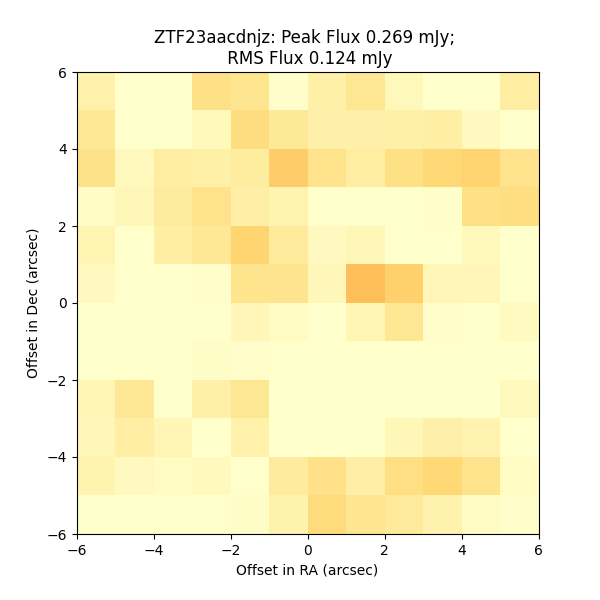 ZTF23aacdnjz: Peak Flux 0.269 mJy;
RMS Flux 0.124 mJy
6
4
2
0
−2
−4
−6
Offset in Dec (arcsec)
−6 −4 −2 0 2 4 6
Offset in RA (arcsec)